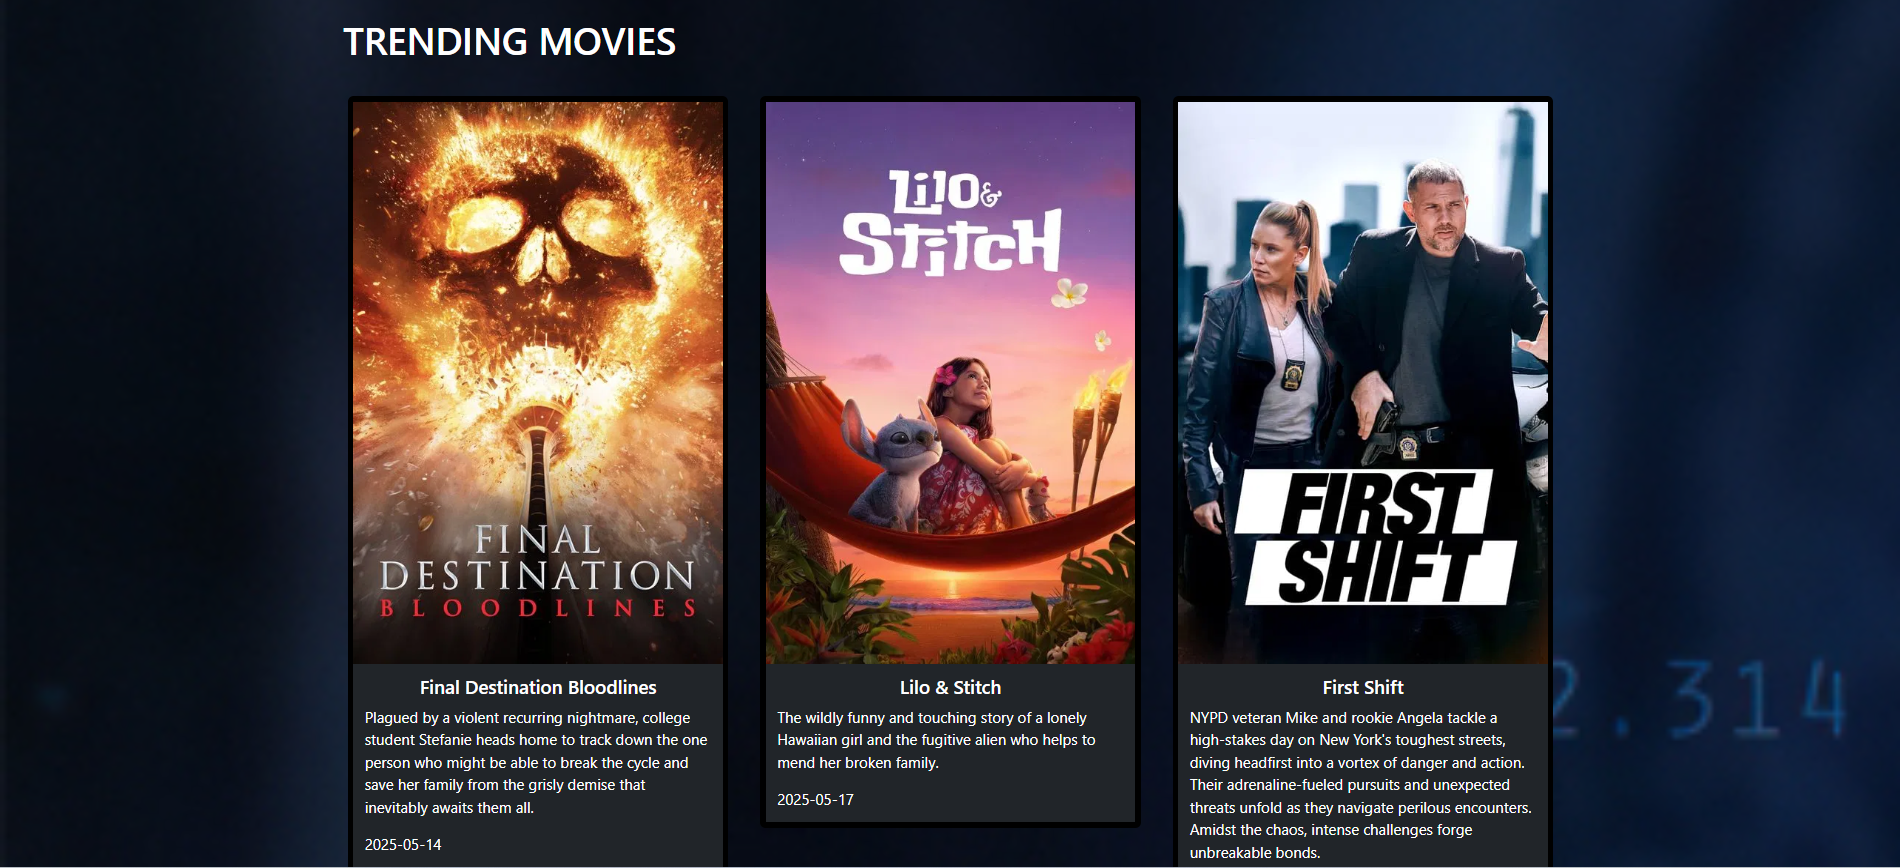 TRENDING MOVIES
FINAL
DESTINATION
BLOODLINES
Final Destination Bloodlines
Plagued by a violent recurring nightmare, college
student Stefanie heads home to track down the one
person who might be able to break the cycle and
save her family from the grisly demise that
inevitably awaits them all.
2025-05-14
Lilo &
Stitch
Lilo & Stitch
The wildly funny and touching story of a lonely
Hawaiian girl and the fugitive alien who helps to
mend her broken family.
2025-05-17
FIRST
SHIFT
First Shift
NYPD veteran Mike and rookie Angela tackle a
high-stakes day on New York's toughest streets,
diving headfirst into a vortex of danger and action.
Their adrenaline-fueled pursuits and unexpected
threats unfold as they navigate perilous encounters.
Amidst the chaos, intense challenges forge
unbreakable bonds.
2.314